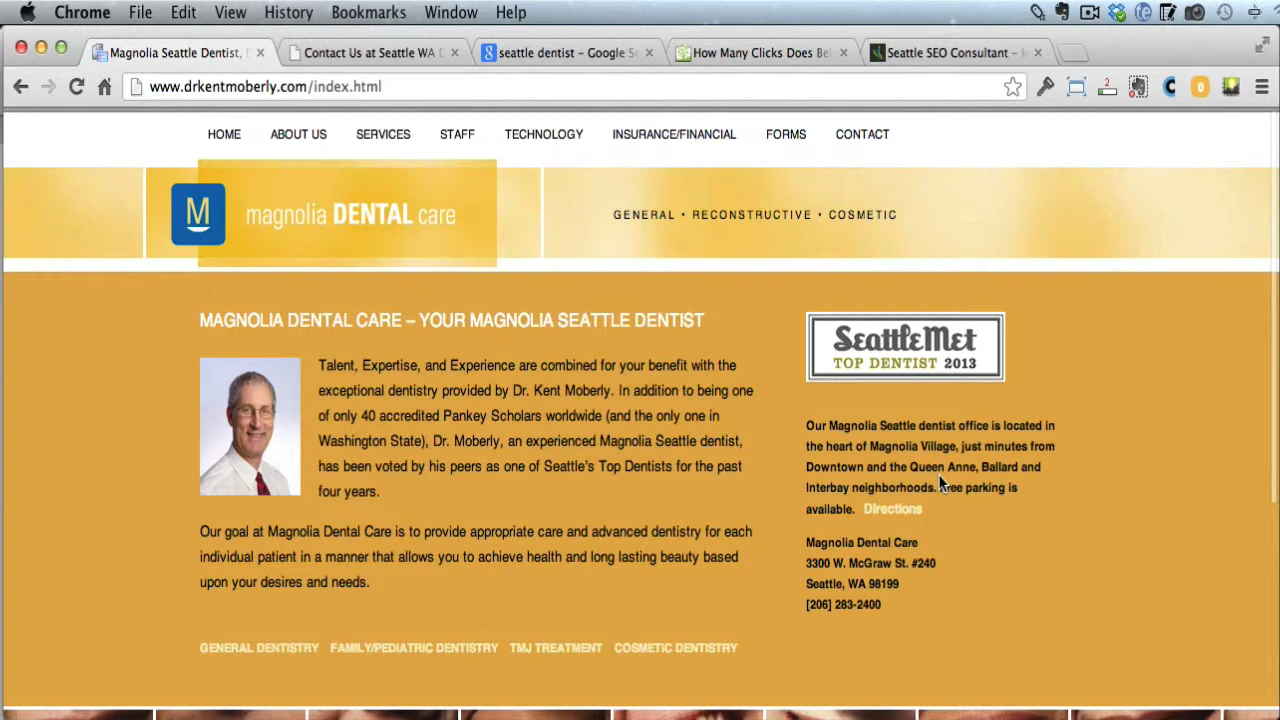 Chrome File Edit View History Bookmarks Window Help
Magnolia Seattle Dentist, Contact Us at Seattle WA D seattle dentist – Google Se How Many Clicks Does Bei Seattle SEO Consultant – I
www.drkentmoberly.com/index.html
2
0
HOME ABOUT US SERVICES STAFF TECHNOLOGY INSURANCE/FINANCIAL FORMS CONTACT
M magnolia DENTAL care
GENERAL • RECONSTRUCTIVE • COSMETIC
MAGNOLIA DENTAL CARE – YOUR MAGNOLIA SEATTLE DENTIST
Talent, Expertise, and Experience are combined for your benefit with the
exceptional dentistry provided by Dr. Kent Moberly. In addition to being one
of only 40 accredited Pankey Scholars worldwide (and the only one in
Washington State), Dr. Moberly, an experienced Magnolia Seattle dentist,
has been voted by his peers as one of Seattle's Top Dentists for the past
four years.
Our goal at Magnolia Dental Care is to provide appropriate care and advanced dentistry for each
individual patient in a manner that allows you to achieve health and long lasting beauty based
upon your desires and needs.
GENERAL DENTISTRY FAMILY/PEDIATRIC DENTISTRY TMJ TREATMENT COSMETIC DENTISTRY
SeattleMet
TOP DENTIST 2013
Our Magnolia Seattle dentist office is located in
the heart of Magnolia Village, just minutes from
Downtown and the Queen Anne, Ballard and
Interbay neighborhoods. Free parking is
available. Directions
Magnolia Dental Care
3300 W. McGraw St. #240
Seattle, WA 98199
[206] 283-2400